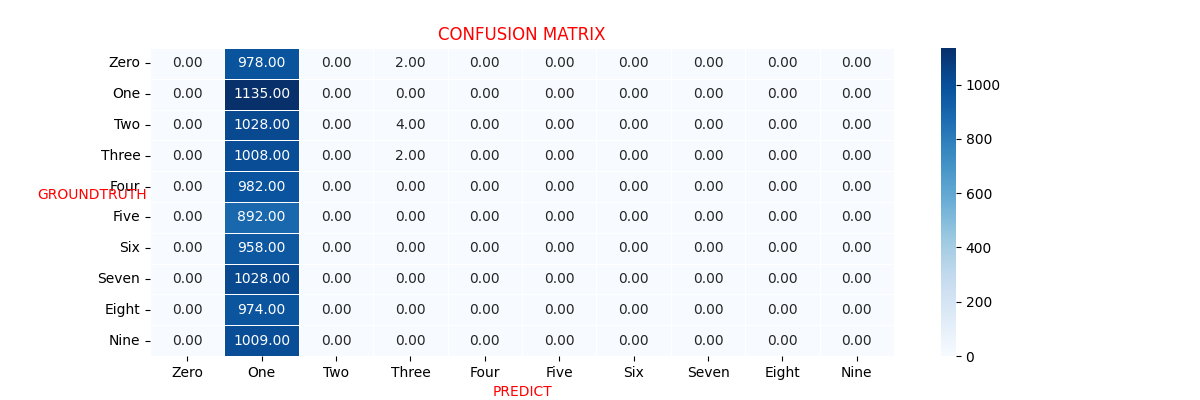 CONFUSION MATRIX
Zero 0.00 978.00 0.00 2.00 0.00 0.00 0.00 0.00 0.00 0.00
One 0.00 1135.00 0.00 0.00 0.00 0.00 0.00 0.00 0.00 0.00
Two 0.00 1028.00 0.00 4.00 0.00 0.00 0.00 0.00 0.00 0.00
Three 0.00 1008.00 0.00 2.00 0.00 0.00 0.00 0.00 0.00 0.00
Four 0.00 982.00 0.00 0.00 0.00 0.00 0.00 0.00 0.00 0.00
GROUNDTRUTH
Five 0.00 892.00 0.00 0.00 0.00 0.00 0.00 0.00 0.00 0.00
Six 0.00 958.00 0.00 0.00 0.00 0.00 0.00 0.00 0.00 0.00
Seven 0.00 1028.00 0.00 0.00 0.00 0.00 0.00 0.00 0.00 0.00
Eight 0.00 974.00 0.00 0.00 0.00 0.00 0.00 0.00 0.00 0.00
Nine 0.00 1009.00 0.00 0.00 0.00 0.00 0.00 0.00 0.00 0.00
Zero One Two Three Four Five Six Seven Eight Nine
PREDICT
1000
800
600
400
200
0